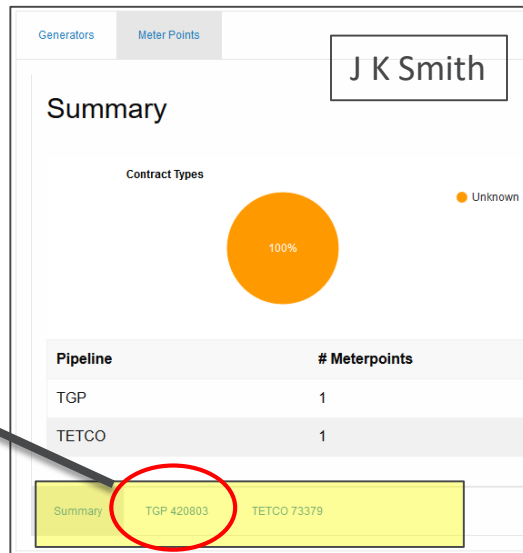 Generators Meter Points
J K Smith
Summary
Contract Types
Unknown
100%
Pipeline # Meterpoints
TGP 1
TETCO 1
Summary TGP 420803 TETCO 73379